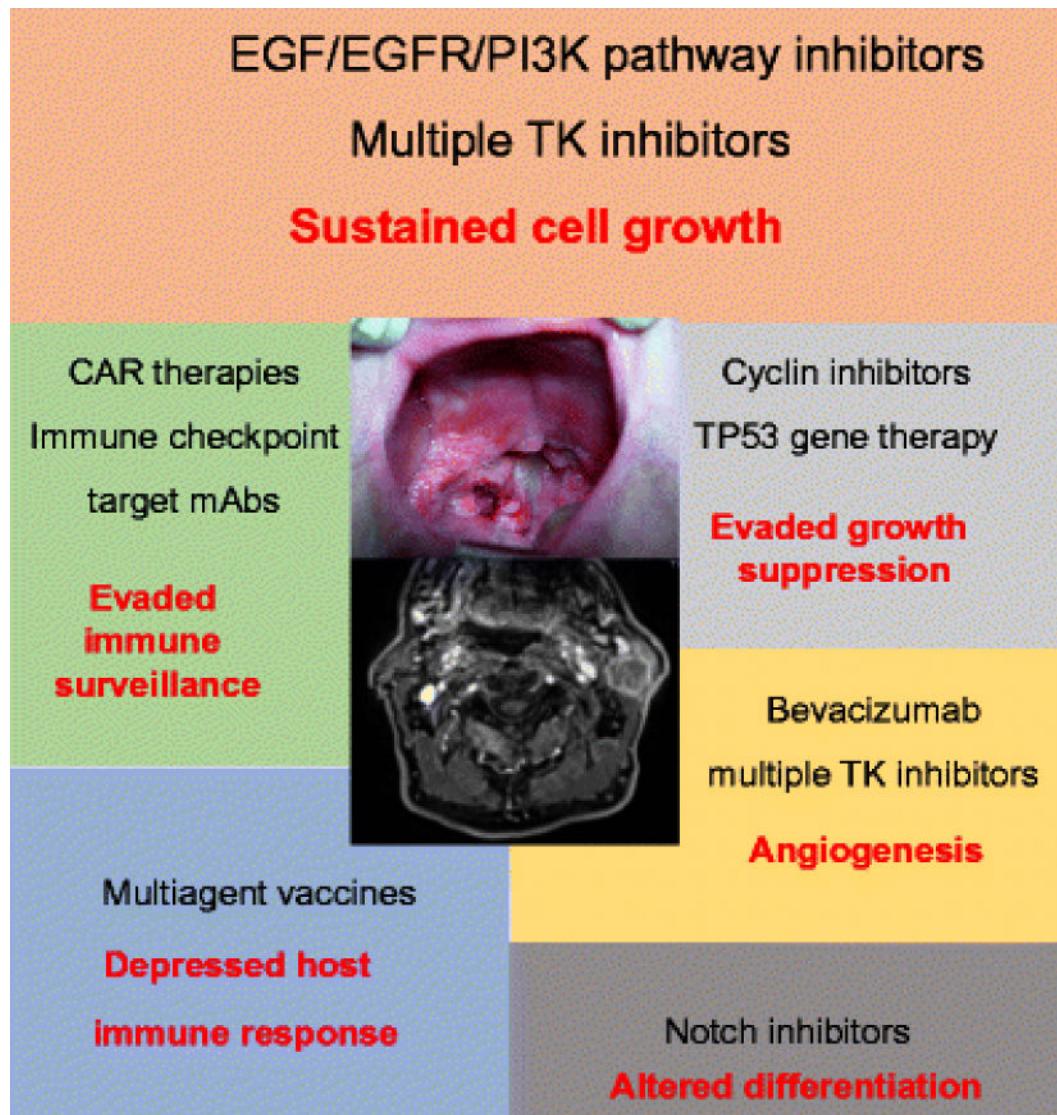 EGF/EGFR/PI3K pathway inhibitors
Multiple TK inhibitors
Sustained cell growth
CAR therapies
Immune checkpoint
target mAbs
Evaded
immune
surveillance
Cyclin inhibitors
TP53 gene therapy
Evaded growth
suppression
Bevacizumab
multiple TK inhibitors
Angiogenesis
Multiagent vaccines
Depressed host
immune response
Notch inhibitors
Altered differentiation